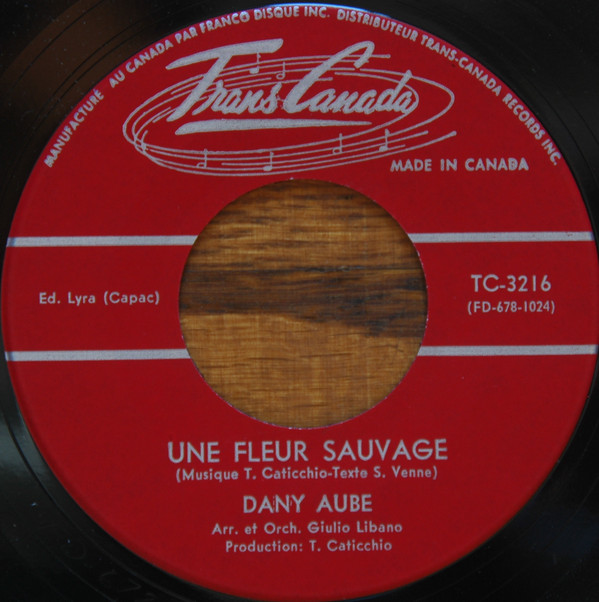 MANUFACTURÉ AU CANADA PAR FRANCO DISQUE INC. DISTRIBUTEUR TRANS-CANADA RECORDS INC.
Trans Canada
MADE IN CANADA
Ed. Lyra (Capac)
TC-3216
(FD-678-1024)
UNE FLEUR SAUVAGE
(Musique T. Caticchio-Texte S. Venne)
DANY AUBE
Arr. et Orch. Giulio Libano
Production: T. Caticchio